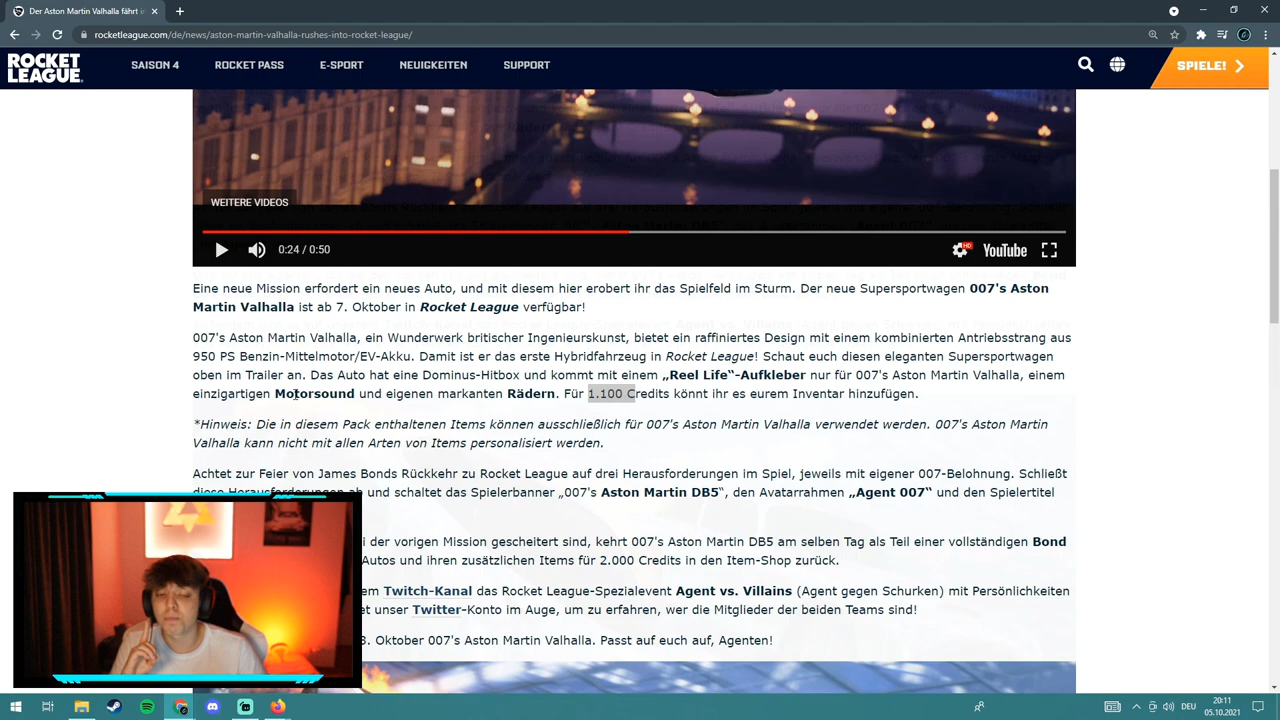 Der Aston Martin Valhalla fährt i
rocketleague.com/de/news/aston-martin-valhalla-rushes-into-rocket-league/
ROCKET
LEAGUE
SAISON 4
ROCKET PASS
E-SPORT
NEUIGKEITEN
SUPPORT
SPIELE!
WEITERE VIDEOS
0:24 / 0:50
HD
YouTube
Eine neue Mission erfordert ein neues Auto, und mit diesem hier erobert ihr das Spielfeld im Sturm. Der neue Supersportwagen 007's Aston
Martin Valhalla ist ab 7. Oktober in Rocket League verfügbar!
007's Aston Martin Valhalla, ein Wunderwerk britischer Ingenieurskunst, bietet ein raffiniertes Design mit einem kombinierten Antriebsstrang aus
950 PS Benzin-Mittelmotor/EV-Akku. Damit ist er das erste Hybridfahrzeug in Rocket League! Schaut euch diesen eleganten Supersportwagen
oben im Trailer an. Das Auto hat eine Dominus-Hitbox und kommt mit einem „Reel Life“-Aufkleber nur für 007's Aston Martin Valhalla, einem
einzigartigen Motorsound und eigenen markanten Rädern. Für 1.100 Credits könnt ihr es eurem Inventar hinzufügen.
*Hinweis: Die in diesem Pack enthaltenen Items können ausschließlich für 007's Aston Martin Valhalla verwendet werden. 007's Aston Martin
Valhalla kann nicht mit allen Arten von Items personalisiert werden.
Achtet zur Feier von James Bonds Rückkehr zu Rocket League auf drei Herausforderungen im Spiel, jeweils mit eigener 007-Belohnung. Schließt
diese Herausforderungen ab und schaltet das Spielerbanner „007's Aston Martin DB5“, den Avatarrahmen „Agent 007“ und den Spielertitel
i der vorigen Mission gescheitert sind, kehrt 007's Aston Martin DB5 am selben Tag als Teil einer vollständigen Bond
Autos und ihren zusätzlichen Items für 2.000 Credits in den Item-Shop zurück.
em Twitch-Kanal das Rocket League-Spezialevent Agent vs. Villains (Agent gegen Schurken) mit Persönlichkeiten
et unser Twitter-Konto im Auge, um zu erfahren, wer die Mitglieder der beiden Teams sind!
3. Oktober 007's Aston Martin Valhalla. Passt auf euch auf, Agenten!
DEU
20:11
05.10.2021